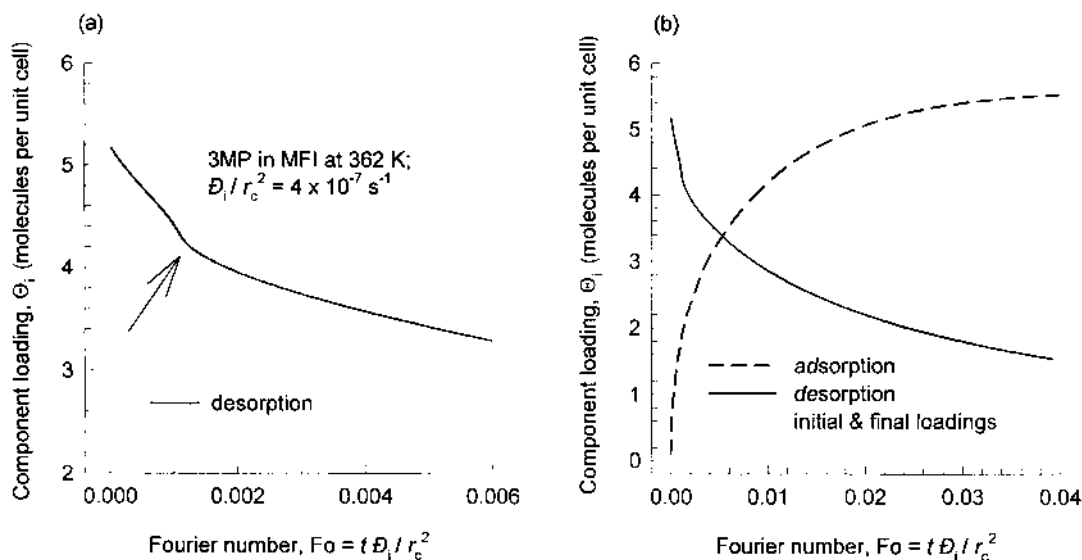 (a)
Component loading, Θi (molecules per unit cell)
6
5
4
3
2
3MP in MFI at 362 K;
Đi / rc² = 4 x 10⁻⁷ s⁻¹
desorption
0.000 0.002 0.004 0.006
Fourier number, Fo = t Đi / rc²
(b)
Component loading, Θi (molecules per unit cell)
6
5
4
3
2
1
0
adsorption
desorption
initial & final loadings
0.00 0.01 0.02 0.03 0.04
Fourier number, Fo = t Đi / rc²